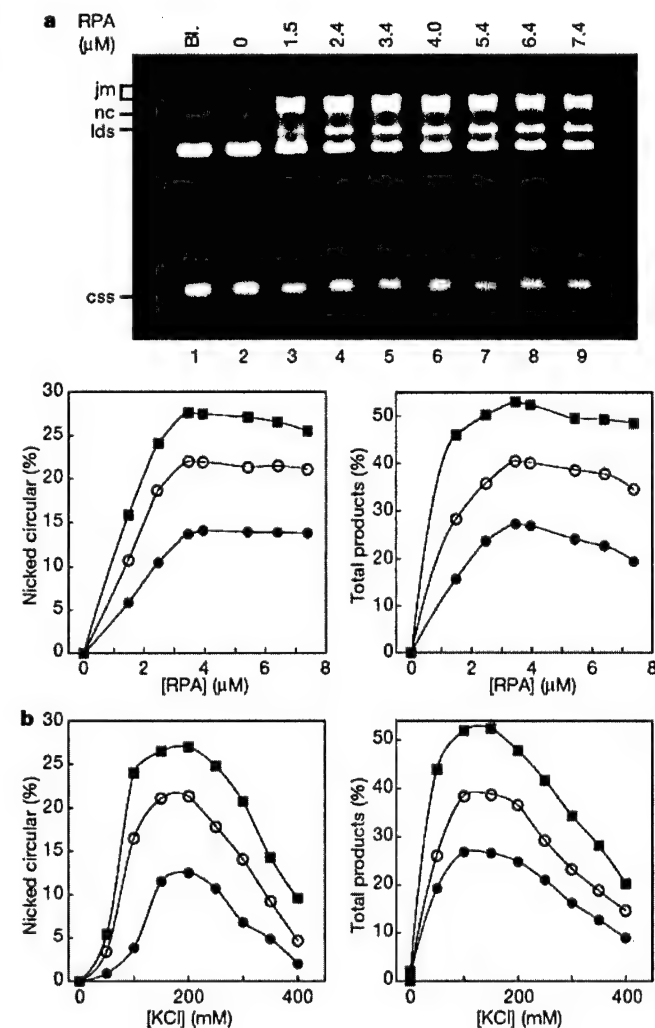 a RPA (μM) Bl. 0 1.5 2.4 3.4 4.0 5.4 6.4 7.4
jm
nc
lds
css
1 2 3 4 5 6 7 8 9
Nicked circular (%)
30
25
20
15
10
5
0
0 2 4 6 8
[RPA] (μM)
Total products (%)
50
40
30
20
10
0
0 2 4 6 8
[RPA] (μM)
b
Nicked circular (%)
30
25
20
15
10
5
0
0 200 400
[KCl] (mM)
Total products (%)
50
40
30
20
10
0
0 200 400
[KCl] (mM)